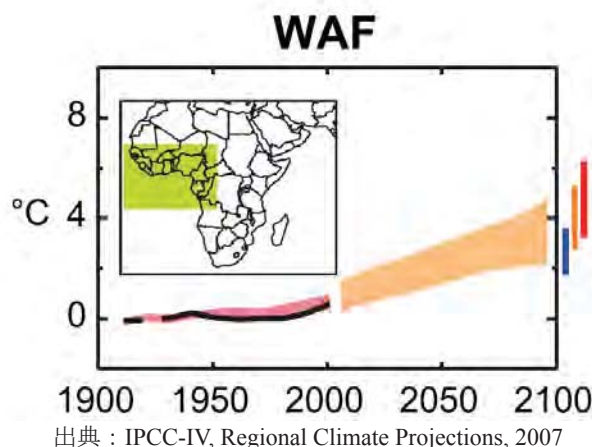 WAF
8
4
0
°C
1900 1950 2000 2050 2100
出典：IPCC-IV, Regional Climate Projections, 2007